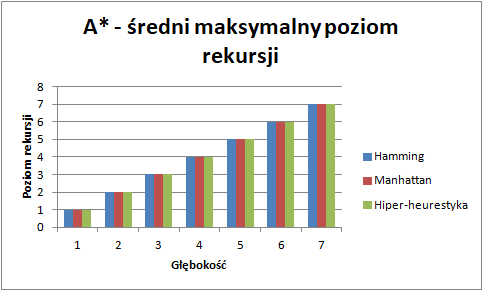 A* - średni maksymalny poziom
rekursji
Poziom rekursji
8
7
6
5
4
3
2
1
0
1 2 3 4 5 6 7
Głębokość
Hamming
Manhattan
Hiper-heurestyka